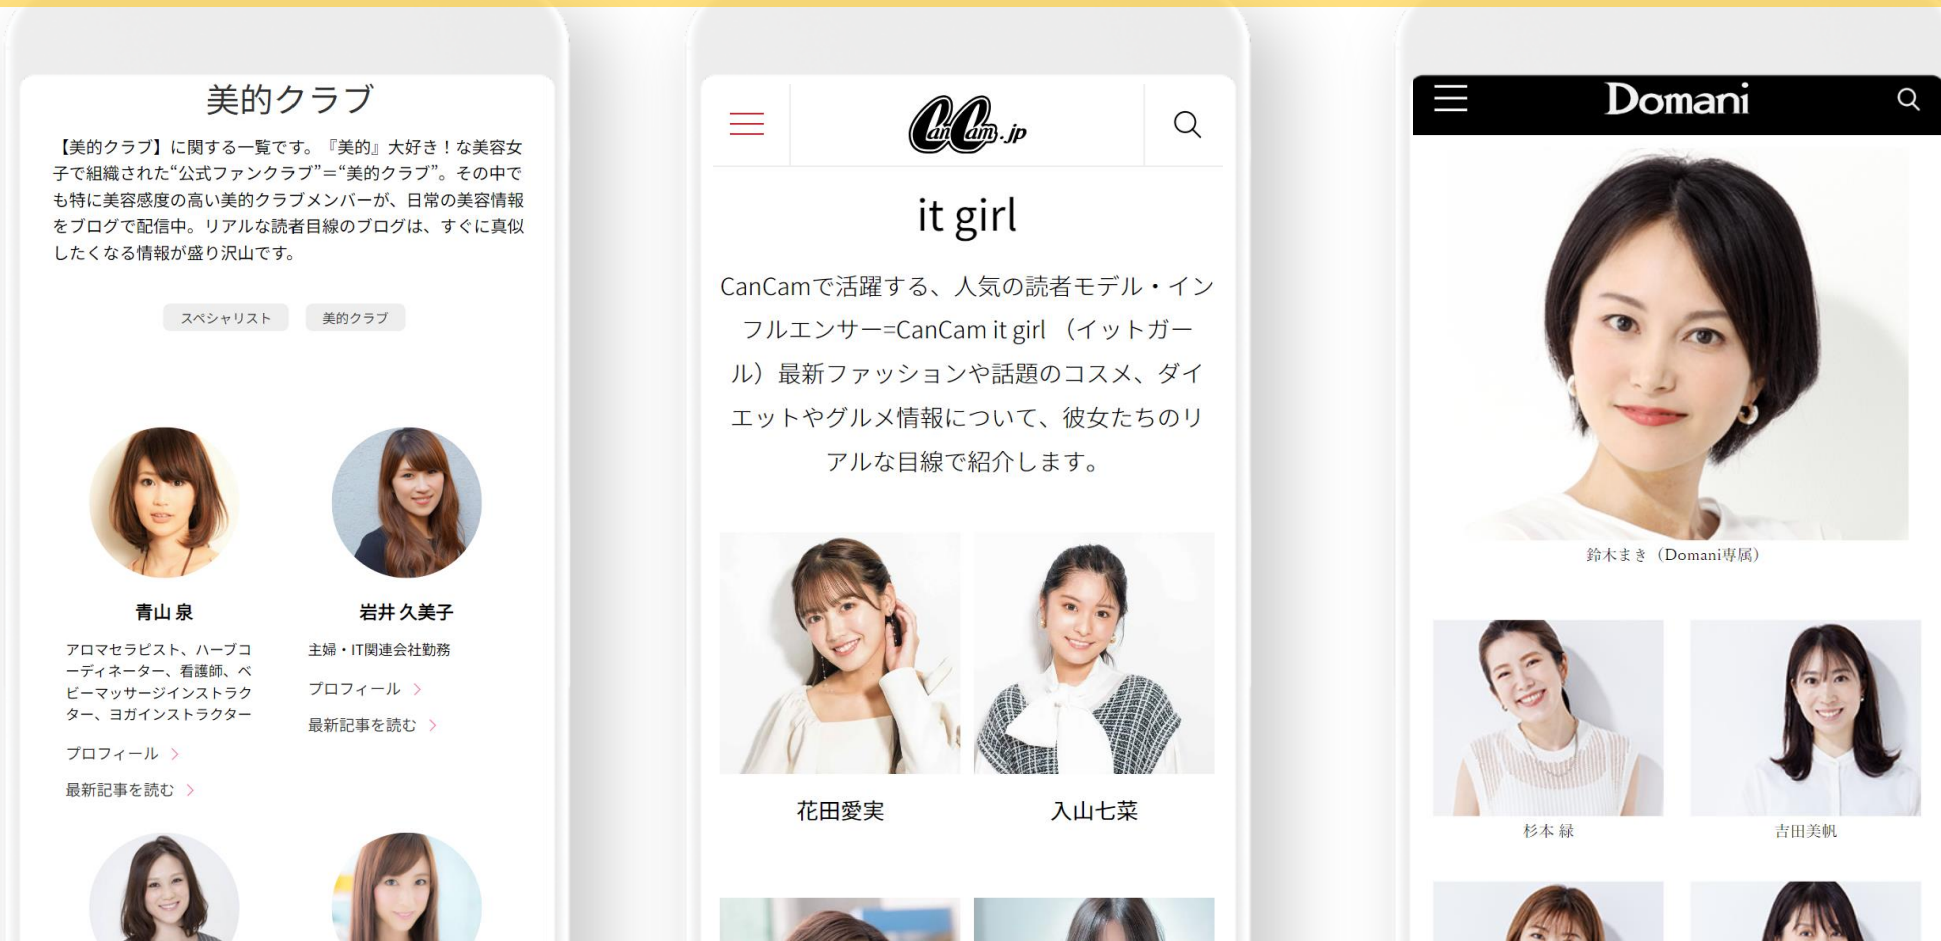 美的クラブ
【美的クラブ】に関する一覧です。『美的』大好き！な美容女
子で組織された“公式ファンクラブ”＝“美的クラブ”。その中で
も特に美容感度の高い美的クラブメンバーが、日常の美容情報
をブログで配信中。リアルな読者目線のブログは、すぐに真似
したくなる情報が盛り沢山です。
スペシャリスト
美的クラブ
青山 泉
アロマセラピスト、ハーブコ
ーディネーター、看護師、ベ
ビーマッサージインストラク
ター、ヨガインストラクター
プロフィール
最新記事を読む
岩井 久美子
主婦・IT関連会社勤務
プロフィール
最新記事を読む
CanCam.jp
it girl
CanCamで活躍する、人気の読者モデル・イン
フルエンサー=CanCam it girl （イットガー
ル）最新ファッションや話題のコスメ、ダイ
エットやグルメ情報について、彼女たちのリ
アルな目線で紹介します。
花田愛実
入山七菜
Domani
鈴木まき（Domani専属）
杉本 緑
吉田美帆